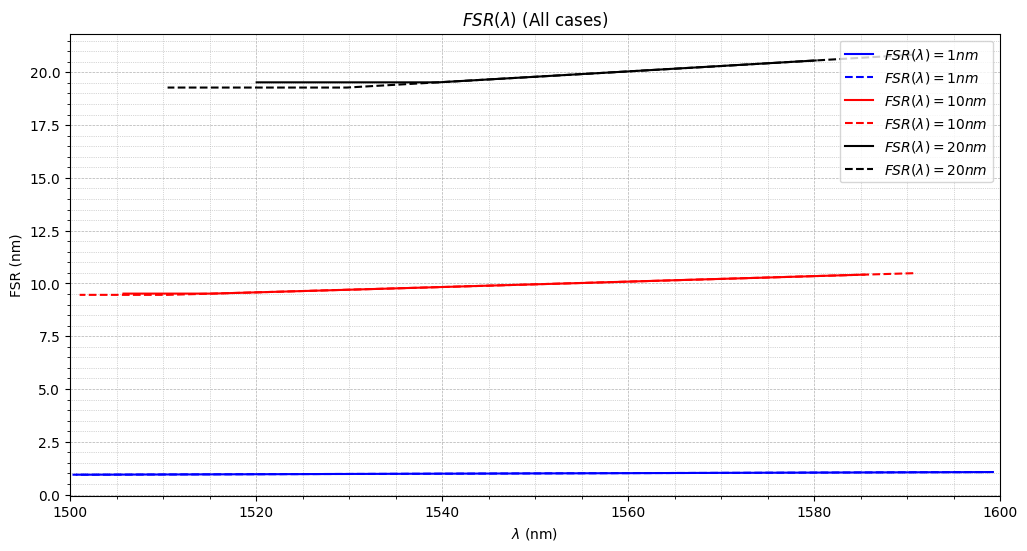 FSR(λ) (All cases)
FSR(λ) = 1nm
FSR(λ) = 1nm
FSR(λ) = 10nm
FSR(λ) = 10nm
FSR(λ) = 20nm
FSR(λ) = 20nm
FSR (nm)
20.0
17.5
15.0
12.5
10.0
7.5
5.0
2.5
0.0
1500 1520 1540 1560 1580 1600
λ (nm)